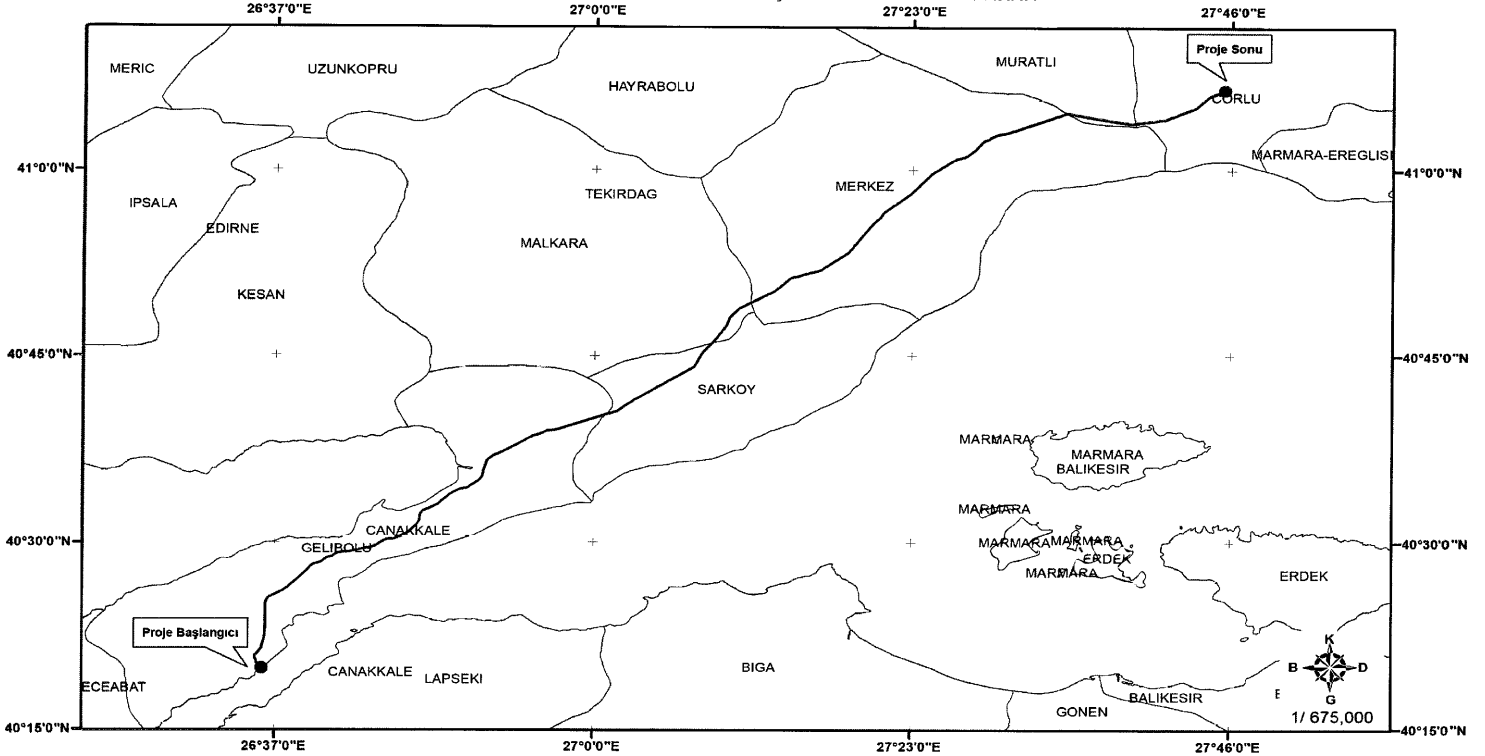 26°37'0"E
27°0'0"E
27°23'0"E
27°46'0"E
Proje Sonu
MERIC
UZUNKOPRU
HAYRABOLU
MURATLI
CORLU
41°0'0"N
MARMARA-EREGLISI
41°0'0"N
IPSALA
TEKIRDAG
MERKEZ
EDIRNE
MALKARA
KESAN
40°45'0"N
40°45'0"N
SARKOY
MARMARA
MARMARA
BALIKESIR
MARMARA
CANAKKALE
40°30'0"N
GELIBOLU
MARMARA
MARMARA
40°30'0"N
ERDEK
MARMARA
ERDEK
Proje Başlangıcı
K
B
D
G
ECEABAT
CANAKKALE
LAPSEKI
BIGA
BALIKESIR
E
GONEN
1/ 675,000
40°15'0"N
40°15'0"N
26°37'0"E
27°0'0"E
27°23'0"E
27°46'0"E